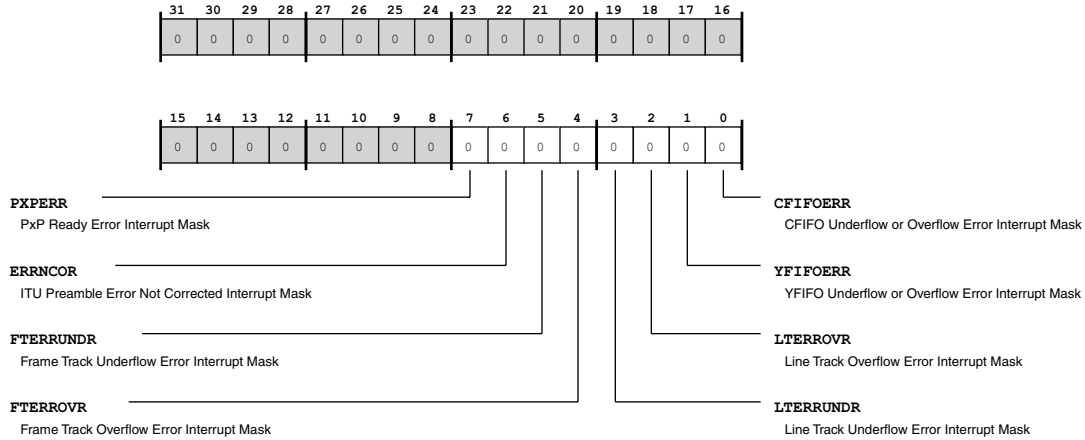 31 30 29 28 27 26 25 24 23 22 21 20 19 18 17 16
0 0 0 0 0 0 0 0 0 0 0 0 0 0 0 0
15 14 13 12 11 10 9 8 7 6 5 4 3 2 1 0
0 0 0 0 0 0 0 0 0 0 0 0 0 0 0 0
PXPERR
PxP Ready Error Interrupt Mask
ERRNCOR
ITU Preamble Error Not Corrected Interrupt Mask
FTERRUNDR
Frame Track Underflow Error Interrupt Mask
FTERROVR
Frame Track Overflow Error Interrupt Mask
CFIFOERR
CFIFO Underflow or Overflow Error Interrupt Mask
YFIFOERR
YFIFO Underflow or Overflow Error Interrupt Mask
LTERROVR
Line Track Overflow Error Interrupt Mask
LTERRUNDR
Line Track Underflow Error Interrupt Mask